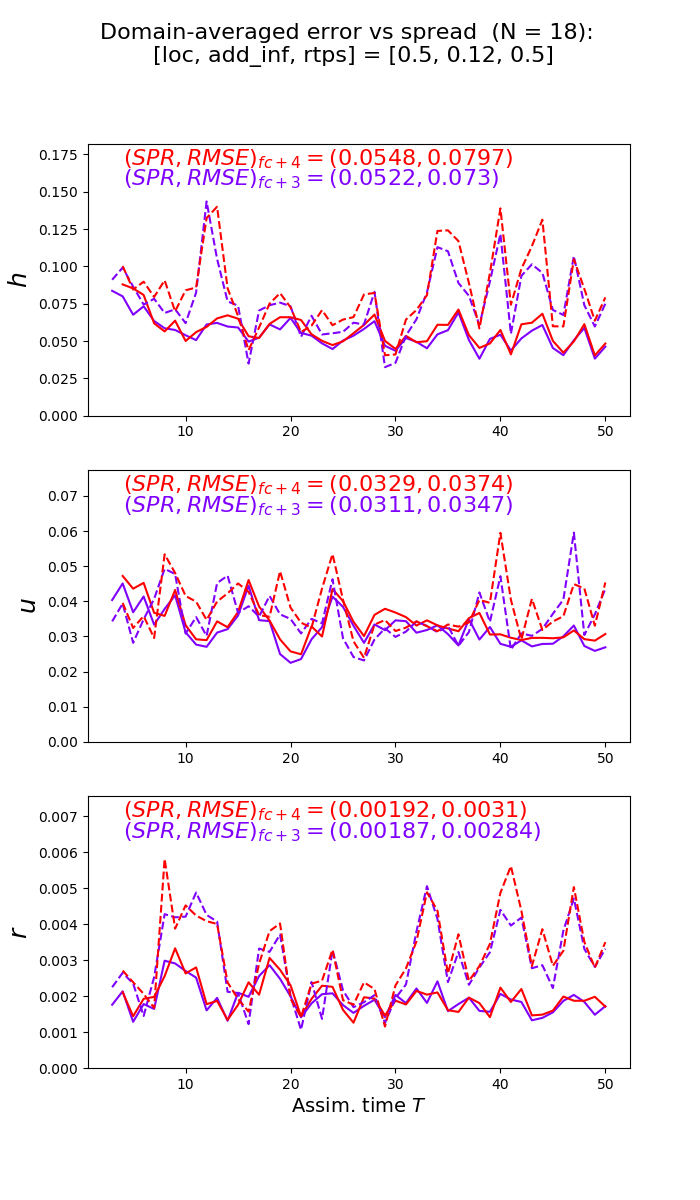 Domain-averaged error vs spread (N = 18):
[loc, add_inf, rtps] = [0.5, 0.12, 0.5]
(SPR, RMSE)fc+4 = (0.0548, 0.0797)
(SPR, RMSE)fc+3 = (0.0522, 0.073)
h
0.175
0.150
0.125
0.100
0.075
0.050
0.025
0.000
10 20 30 40 50
(SPR, RMSE)fc+4 = (0.0329, 0.0374)
(SPR, RMSE)fc+3 = (0.0311, 0.0347)
u
0.07
0.06
0.05
0.04
0.03
0.02
0.01
0.00
10 20 30 40 50
(SPR, RMSE)fc+4 = (0.00192, 0.0031)
(SPR, RMSE)fc+3 = (0.00187, 0.00284)
r
0.007
0.006
0.005
0.004
0.003
0.002
0.001
0.000
10 20 30 40 50
Assim. time T